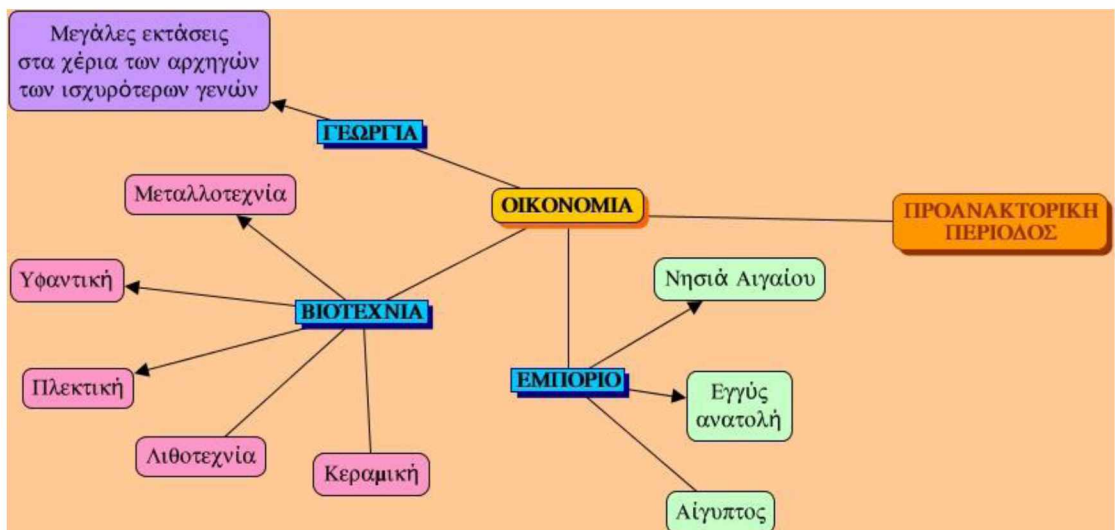 Μεγάλες εκτάσεις
στα χέρια των αρχηγών
των ισχυρότερων γενών
ΓΕΩΡΓΙΑ
Μεταλλοτεχνία
ΟΙΚΟΝΟΜΙΑ
ΠΡΟΑΝΑΚΤΟΡΙΚΗ
ΠΕΡΙΟΔΟΣ
Υφαντική
Νησιά Αιγαίου
ΒΙΟΤΕΧΝΙΑ
Πλεκτική
ΕΜΠΟΡΙΟ
Εγγύς
ανατολή
Λιθοτεχνία
Κεραμική
Αίγυπτος